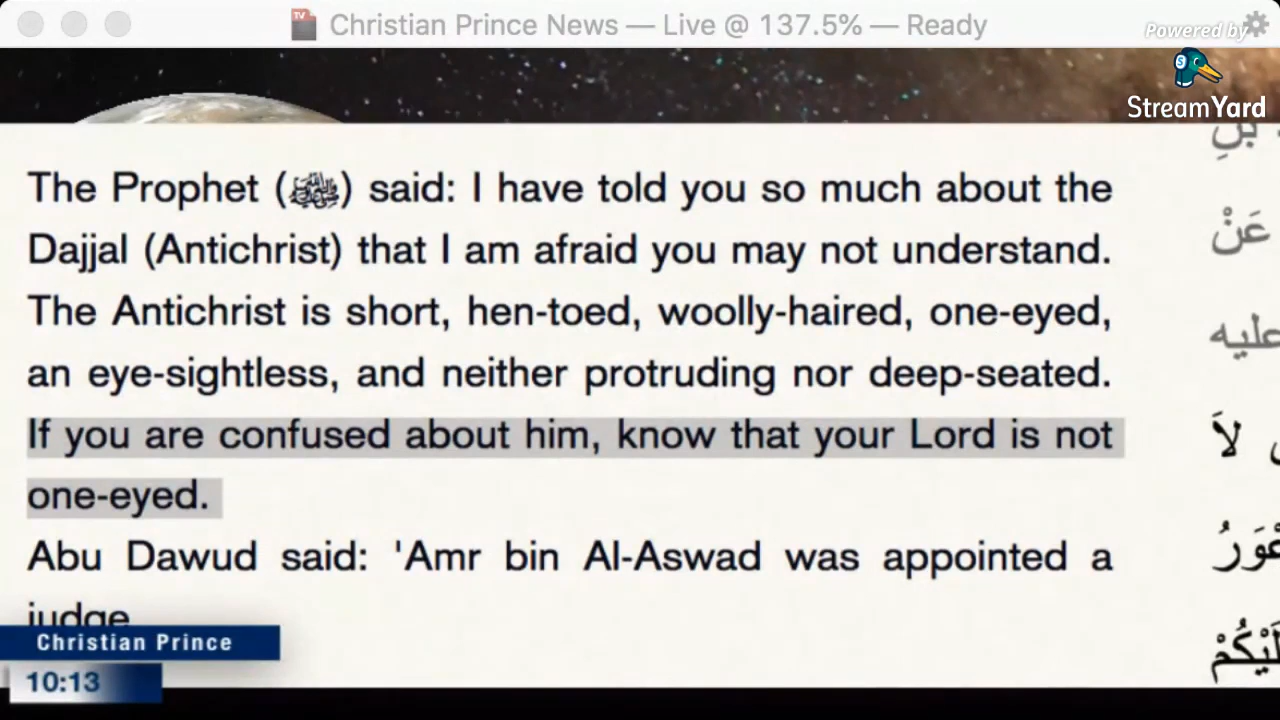 Christian Prince News — Live @ 137.5% — Ready
Powered by
StreamYard
The Prophet (ﷺ) said: I have told you so much about the
Dajjal (Antichrist) that I am afraid you may not understand.
The Antichrist is short, hen-toed, woolly-haired, one-eyed,
an eye-sightless, and neither protruding nor deep-seated.
If you are confused about him, know that your Lord is not
one-eyed.
Abu Dawud said: 'Amr bin Al-Aswad was appointed a
judge
عَنْ
عليه
لاَ
Christian Prince
10:13